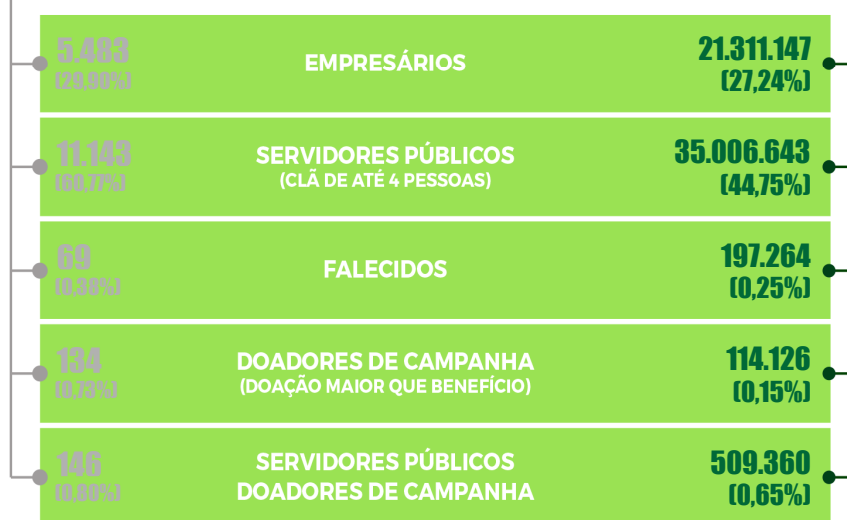 5.483
(29,90%)
EMPRESÁRIOS
21.311.147
(27,24%)
11.143
(60,77%)
SERVIDORES PÚBLICOS
(CLÃ DE ATÉ 4 PESSOAS)
35.006.643
(44,75%)
69
(0,38%)
FALECIDOS
197.264
(0,25%)
134
(0,73%)
DOADORES DE CAMPANHA
(DOAÇÃO MAIOR QUE BENEFÍCIO)
114.126
(0,15%)
146
(0,80%)
SERVIDORES PÚBLICOS
DOADORES DE CAMPANHA
509.360
(0,65%)